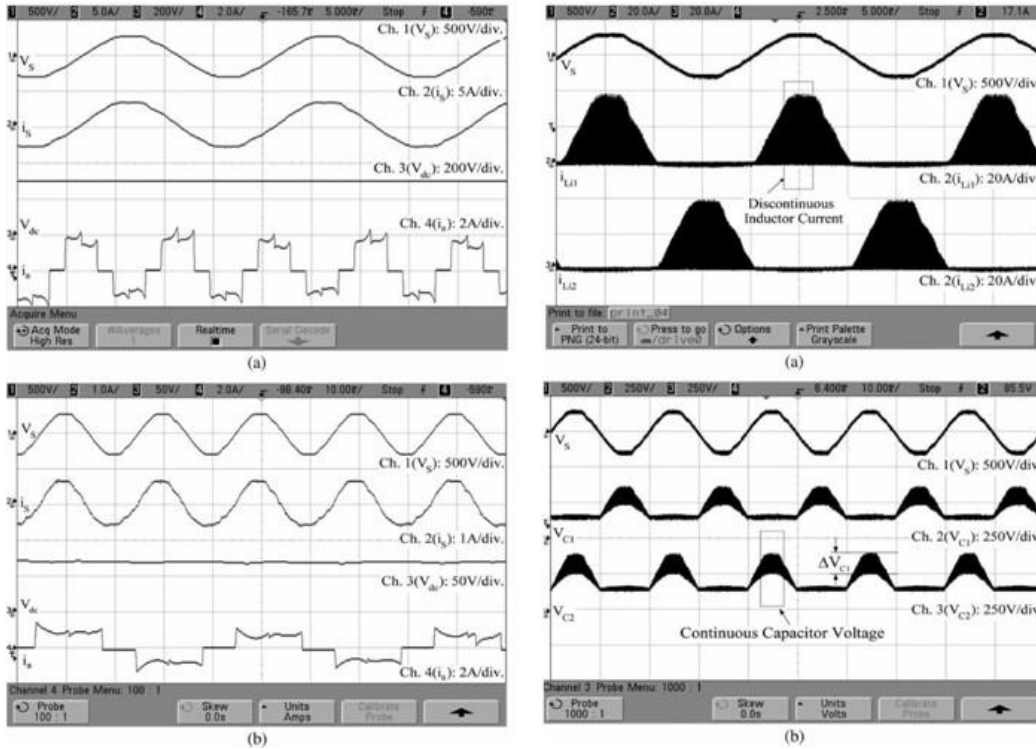 1 500V/ 2 5.0A/ 3 200V/ 4 2.0A/ -165.7▼ 5.000▼/ Stop 4 -590▼
Ch. 1(VS): 500V/div.
VS
Ch. 2(iS): 5A/div.
iS
Ch. 3(Vdc): 200V/div.
Vdc
Ch. 4(ia): 2A/div.
ia
Acquire Menu
Acq Mode
High Res
#Averages
1
Realtime
Serial Decode
(a)
1 500V/ 2 20.0A/ 3 20.0A/ 4 2.500▼ 5.000▼/ Stop 2 17.1A
VS
Ch. 1(VS): 500V/div.
iLi1
Ch. 2(iLi1): 20A/div.
Discontinuous
Inductor Current
iLi2
Ch. 2(iLi2): 20A/div.
Print to file: print_04
Print to
PNG (24-bit)
Press to go
/drive0
Options
Print Palette
Grayscale
(a)
1 500V/ 2 1.0A/ 3 50V/ 4 2.0A/ -98.40▼ 10.00▼/ Stop 4 -590▼
VS
Ch. 1(VS): 500V/div.
iS
Ch. 2(iS): 1A/div.
Ch. 3(Vdc): 50V/div.
Vdc
ia
Ch. 4(ia): 2A/div.
Channel 4 Probe Menu: 100 : 1
Probe
100 : 1
Skew
0.0s
Units
Amps
Calibrate
Probe
(b)
1 500V/ 2 250V/ 3 250V/ 4 6.400▼ 10.00▼/ Stop 2 85.5V
VS
Ch. 1(VS): 500V/div.
VC1
Ch. 2(VC1): 250V/div.
ΔVC1
VC2
Ch. 3(VC2): 250V/div.
Continuous Capacitor Voltage
Channel 3 Probe Menu: 1000 : 1
Probe
1000 : 1
Skew
0.0s
Units
Volts
Calibrate
Probe
(b)